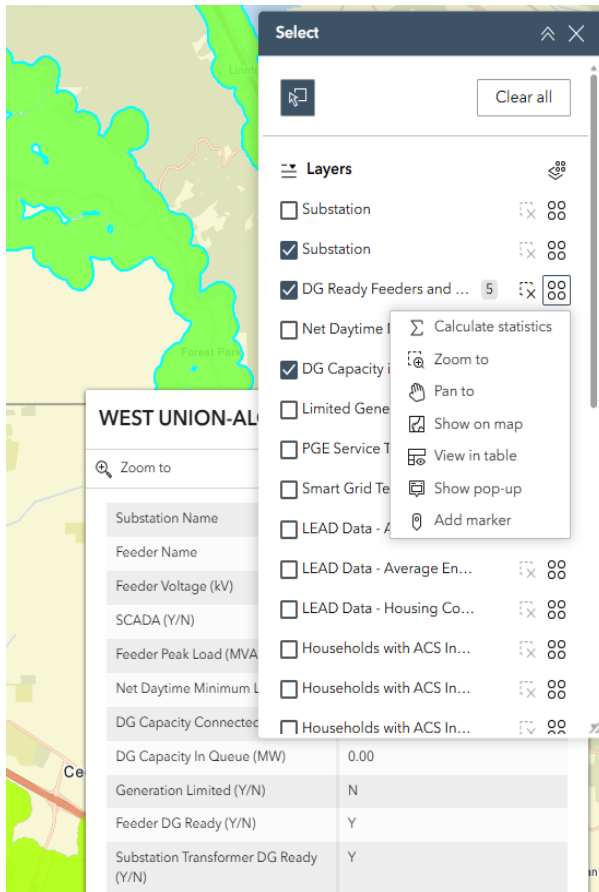 Select
Linnto
Clear all
Layers
Substation
Substation
DG Ready Feeders and ... 5
Net Daytime
Calculate statistics
Zoom to
Forest Park
DG Capacity i
Pan to
Limited Gene
Show on map
WEST UNION-AL
PGE Service T
View in table
Zoom to
Smart Grid Te
Show pop-up
Substation Name
LEAD Data - A
Add marker
Feeder Name
LEAD Data - Average En...
Feeder Voltage (kV)
LEAD Data - Housing Co...
SCADA (Y/N)
Feeder Peak Load (MVA
Households with ACS In...
Net Daytime Minimum L
Households with ACS In...
DG Capacity Connected
Households with ACS In...
DG Capacity In Queue (MW) 0.00
Ce
Generation Limited (Y/N) N
Feeder DG Ready (Y/N) Y
Substation Transformer DG Ready Y
(Y/N)